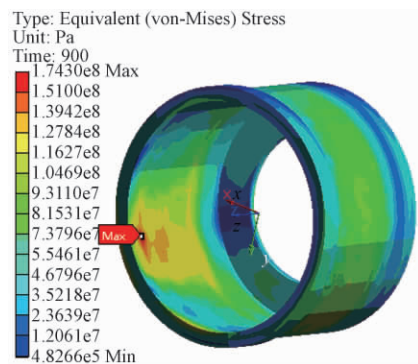 Type: Equivalent (von-Mises) Stress
Unit: Pa
Time: 900
1.7430e8 Max
1.5100e8
1.3942e8
1.2784e8
1.1627e8
1.0469e8
9.3110e7
8.1531e7
7.3796e7
5.5461e7
4.6796e7
3.5218e7
2.3639e7
1.2061e7
4.8266e5 Min
Max
X
Z
z